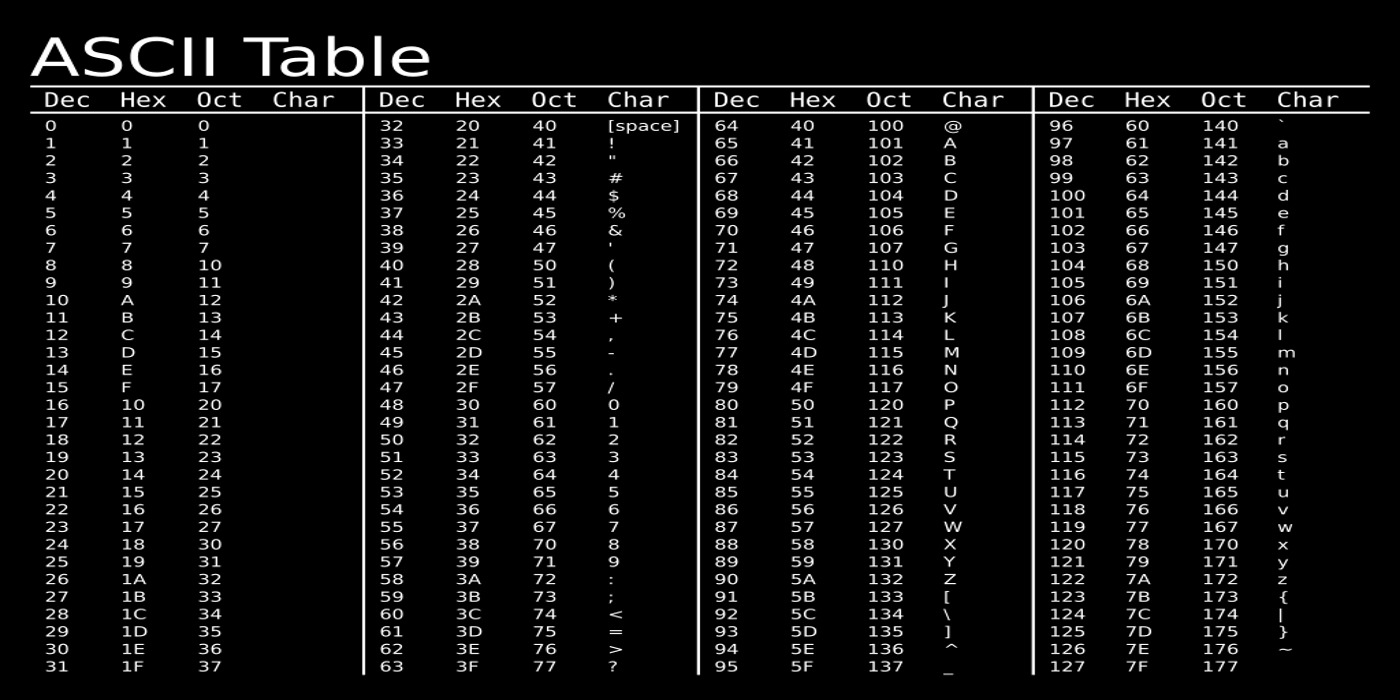 ASCII Table
Dec Hex Oct Char Dec Hex Oct Char Dec Hex Oct Char Dec Hex Oct Char
0 0 0 32 20 40 [space] 64 40 100 @ 96 60 140 `
1 1 1 33 21 41 ! 65 41 101 A 97 61 141 a
2 2 2 34 22 42 " 66 42 102 B 98 62 142 b
3 3 3 35 23 43 # 67 43 103 C 99 63 143 c
4 4 4 36 24 44 $ 68 44 104 D 100 64 144 d
5 5 5 37 25 45 % 69 45 105 E 101 65 145 e
6 6 6 38 26 46 & 70 46 106 F 102 66 146 f
7 7 7 39 27 47 ' 71 47 107 G 103 67 147 g
8 8 10 40 28 50 ( 72 48 110 H 104 68 150 h
9 9 11 41 29 51 ) 73 49 111 I 105 69 151 i
10 A 12 42 2A 52 * 74 4A 112 J 106 6A 152 j
11 B 13 43 2B 53 + 75 4B 113 K 107 6B 153 k
12 C 14 44 2C 54 , 76 4C 114 L 108 6C 154 l
13 D 15 45 2D 55 - 77 4D 115 M 109 6D 155 m
14 E 16 46 2E 56 . 78 4E 116 N 110 6E 156 n
15 F 17 47 2F 57 / 79 4F 117 O 111 6F 157 o
16 10 20 48 30 60 0 80 50 120 P 112 70 160 p
17 11 21 49 31 61 1 81 51 121 Q 113 71 161 q
18 12 22 50 32 62 2 82 52 122 R 114 72 162 r
19 13 23 51 33 63 3 83 53 123 S 115 73 163 s
20 14 24 52 34 64 4 84 54 124 T 116 74 164 t
21 15 25 53 35 65 5 85 55 125 U 117 75 165 u
22 16 26 54 36 66 6 86 56 126 V 118 76 166 v
23 17 27 55 37 67 7 87 57 127 W 119 77 167 w
24 18 30 56 38 70 8 88 58 130 X 120 78 170 x
25 19 31 57 39 71 9 89 59 131 Y 121 79 171 y
26 1A 32 58 3A 72 : 90 5A 132 Z 122 7A 172 z
27 1B 33 59 3B 73 ; 91 5B 133 [ 123 7B 173 {
28 1C 34 60 3C 74 < 92 5C 134 \ 124 7C 174 |
29 1D 35 61 3D 75 = 93 5D 135 ] 125 7D 175 }
30 1E 36 62 3E 76 > 94 5E 136 ^ 126 7E 176 ~
31 1F 37 63 3F 77 ? 95 5F 137 _ 127 7F 177